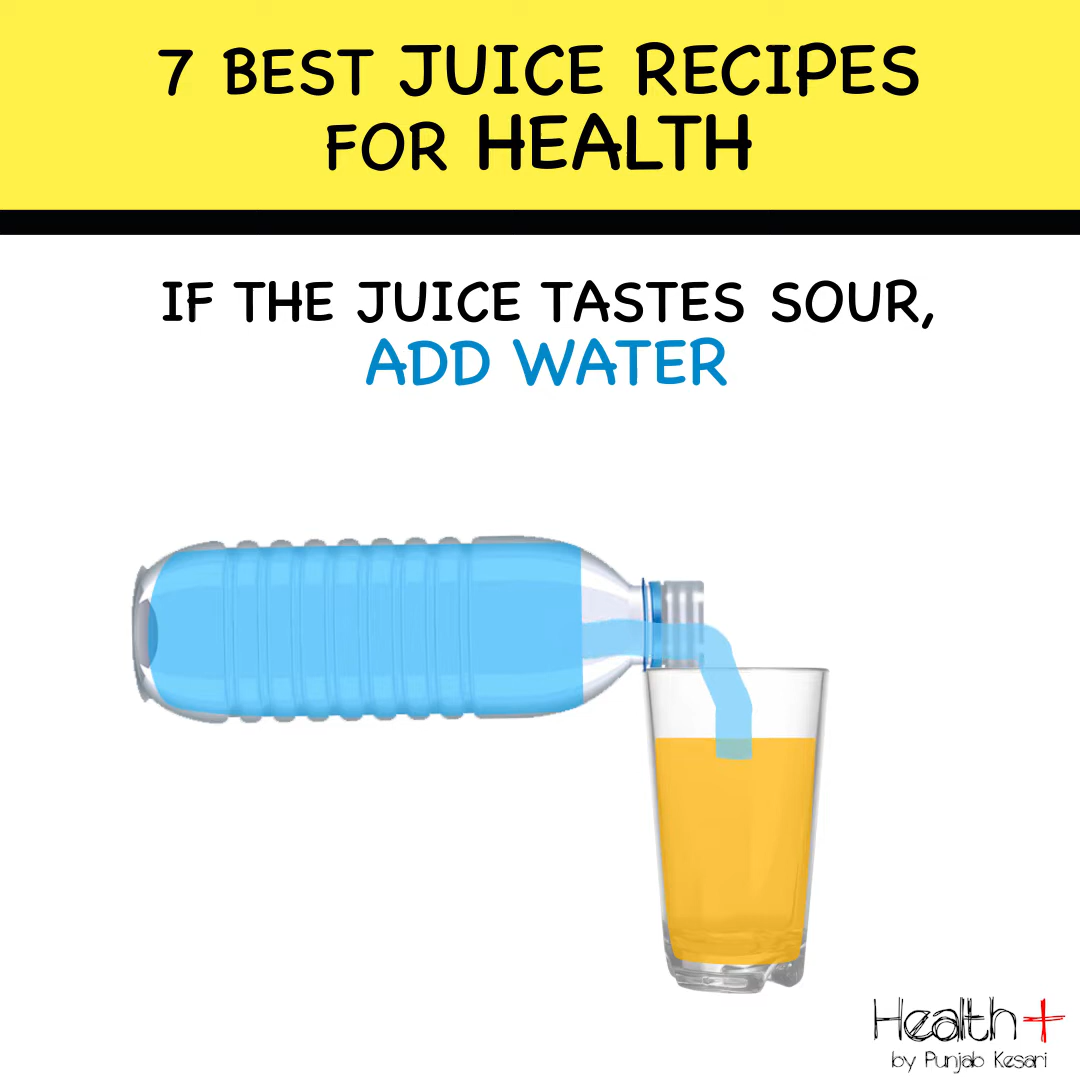 7 BEST JUICE RECIPES
FOR HEALTH
IF THE JUICE TASTES SOUR,
ADD WATER
Health+
by Punjab Kesari